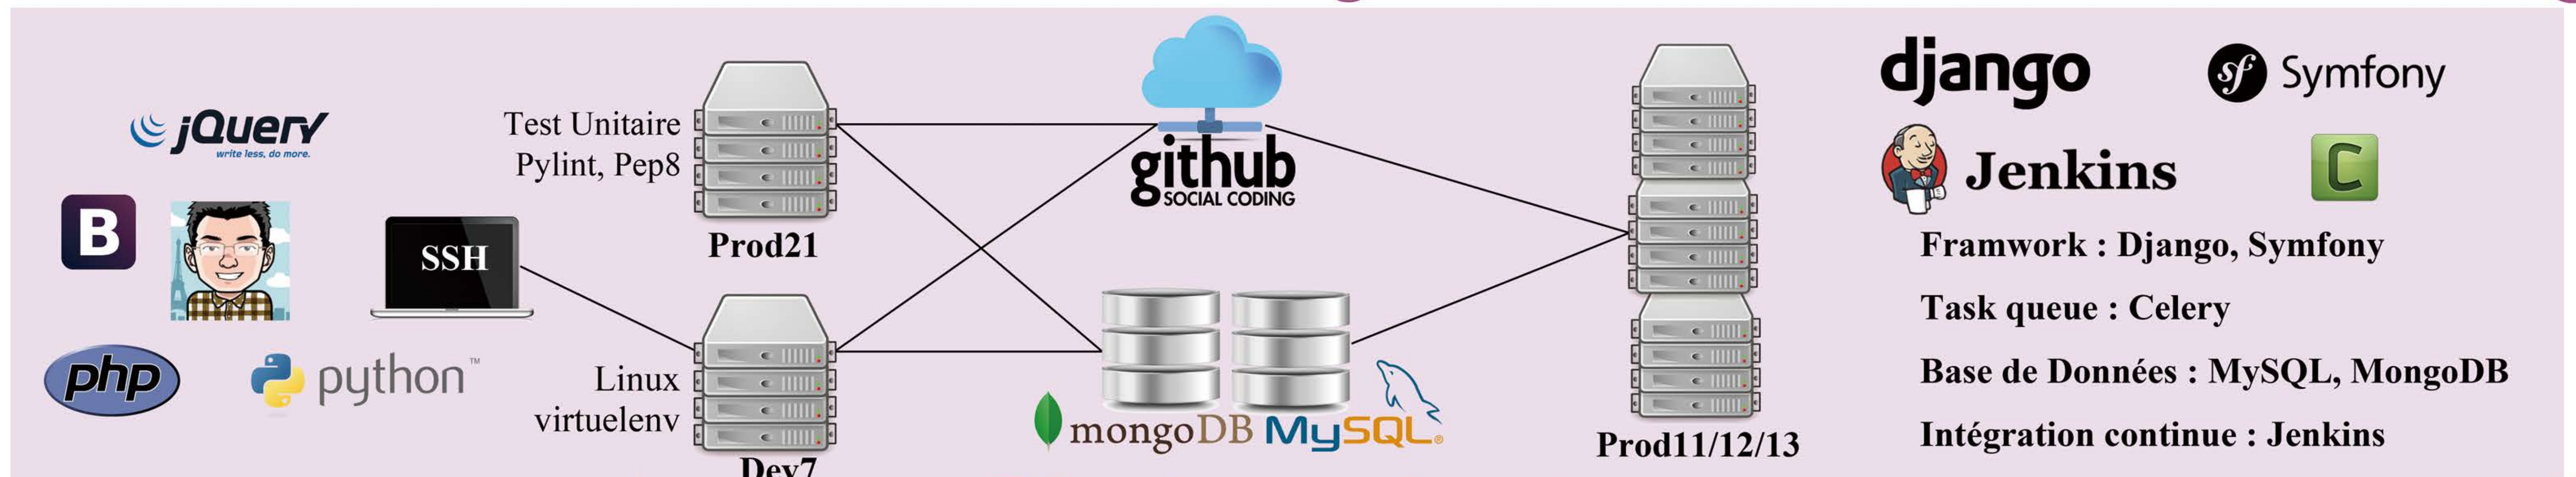 jQuery
write less, do more.
B
php
python™
SSH
Test Unitaire
Pylint, Pep8
Prod21
Linux
virtuelenv
Dev7
github
SOCIAL CODING
mongoDB
MySQL®
Prod11/12/13
django
sf Symfony
Jenkins
C
Framwork : Django, Symfony
Task queue : Celery
Base de Données : MySQL, MongoDB
Intégration continue : Jenkins